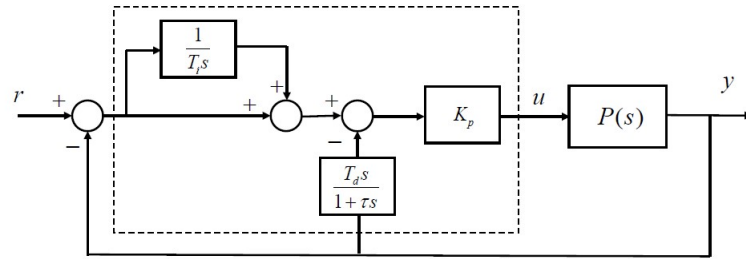 1
T_i s
r
+
−
+
+
+
−
K_p
u
P(s)
y
T_d s
1 + τs